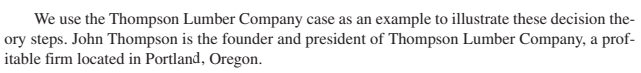 We use the Thompson Lumber Company case as an example to illustrate these decision the-
ory steps. John Thompson is the founder and president of Thompson Lumber Company, a prof-
itable firm located in Portland, Oregon.